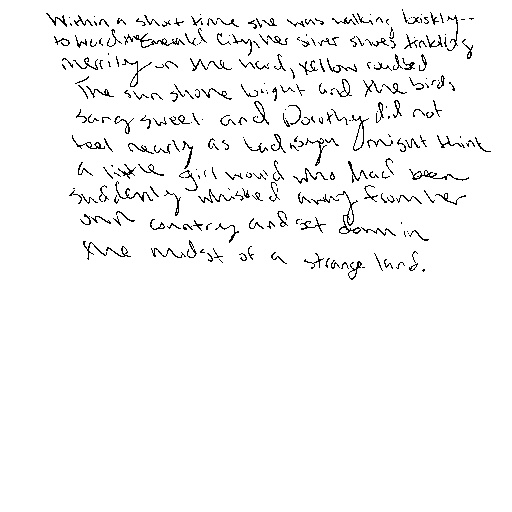 Within a short time she was walking briskly--
toward the Emerald City, her silver shoes tinkling
merrily on the hard, yellow roadbed
The sun shone bright and the birds
sang sweet and Dorothy did not
feel nearly as bad as you might think
a little girl would who had been
suddenly whisked away from her
own country and set down in
the midst of a strange land.